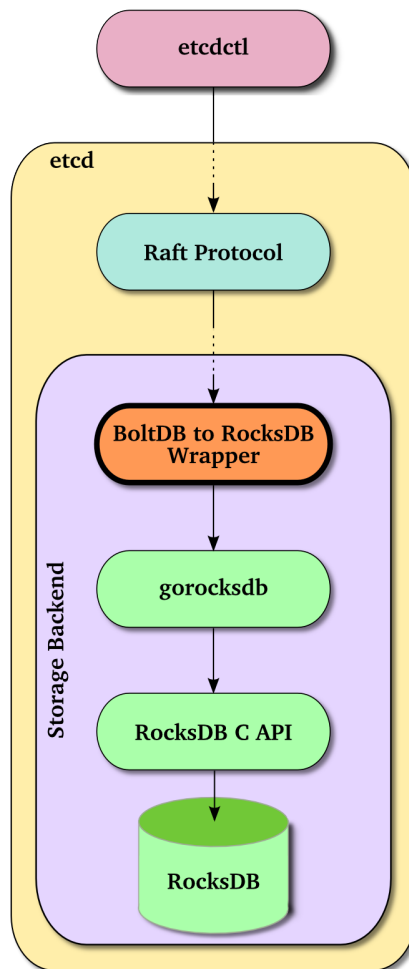 etcdctl
etcd
Raft Protocol
BoltDB to RocksDB
Wrapper
gorocksdb
Storage Backend
RocksDB C API
RocksDB